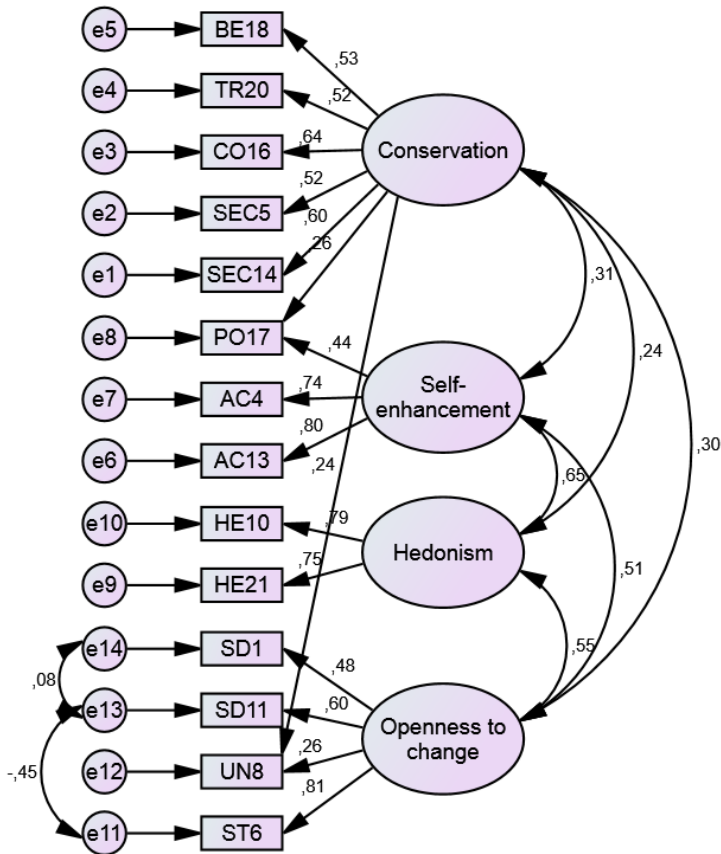 e5 BE18
,53
e4 TR20
,52
e3 CO16
,64
Conservation
e2 SEC5
,52
e1 SEC14
,60
,26
,31
e8 PO17
,44
,24
e7 AC4
,74
Self-
enhancement
e6 AC13
,80
,24
,65
,30
e10 HE10
,79
Hedonism
e9 HE21
,75
,51
e14 SD1
,48
,55
,08
e13 SD11
,60
Openness to
change
e12 UN8
,26
-,45
e11 ST6
,81